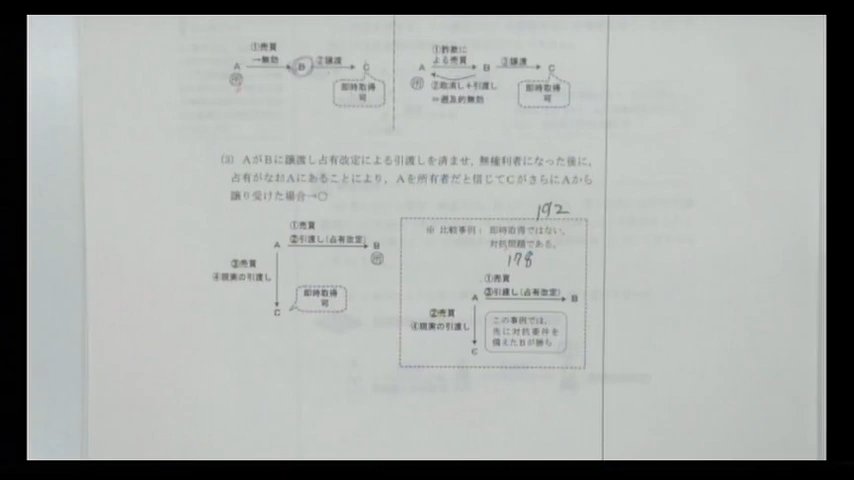 ①売買
→無効
②譲渡
A
B
C
所
即時取得
可
①詐欺に
よる売買
③譲渡
A
B
C
所
②取消し+引渡し
=遡及的無効
即時取得
可
(3) AがBに譲渡し占有改定による引渡しを済ませ,無権利者になった後に,
占有がなおAにあることにより,Aを所有者だと信じてCがさらにAから
譲り受けた場合→○
①売買
②引渡し(占有改定)
A
B
所
③売買
④現実の引渡し
C
即時取得
可
192
※ 比較事例: 即時取得ではない。
対抗問題である。
178
①売買
③引渡し(占有改定)
A
B
②売買
④現実の引渡し
C
この事例では,
先に対抗要件を
備えたBが勝ち